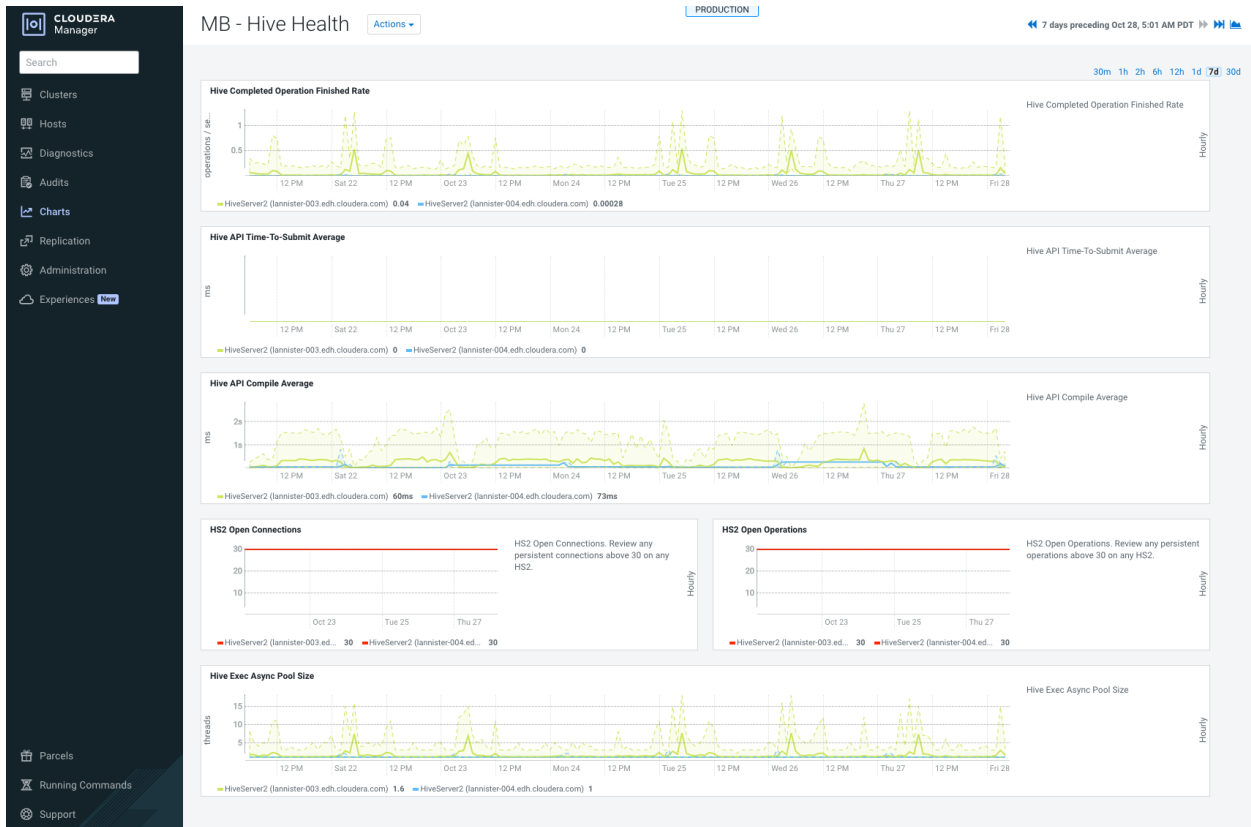 CLOUDERA
Manager
Search
Clusters
Hosts
Diagnostics
Audits
Charts
Replication
Administration
Experiences New
Parcels
Running Commands
Support
MB - Hive Health
Actions
PRODUCTION
7 days preceding Oct 28, 5:01 AM PDT
30m 1h 2h 6h 12h 1d 7d 30d
Hive Completed Operation Finished Rate
Hive Completed Operation Finished Rate
operations / se...
1
0.5
Hourly
12 PM Sat 22 12 PM Oct 23 12 PM Mon 24 12 PM Tue 25 12 PM Wed 26 12 PM Thu 27 12 PM Fri 28
HiveServer2 (lannister-003.edh.cloudera.com) 0.04 HiveServer2 (lannister-004.edh.cloudera.com) 0.00028
Hive API Time-To-Submit Average
Hive API Time-To-Submit Average
ms
Hourly
12 PM Sat 22 12 PM Oct 23 12 PM Mon 24 12 PM Tue 25 12 PM Wed 26 12 PM Thu 27 12 PM Fri 28
HiveServer2 (lannister-003.edh.cloudera.com) 0 HiveServer2 (lannister-004.edh.cloudera.com) 0
Hive API Compile Average
Hive API Compile Average
ms
2s
1s
Hourly
12 PM Sat 22 12 PM Oct 23 12 PM Mon 24 12 PM Tue 25 12 PM Wed 26 12 PM Thu 27 12 PM Fri 28
HiveServer2 (lannister-003.edh.cloudera.com) 60ms HiveServer2 (lannister-004.edh.cloudera.com) 73ms
HS2 Open Connections
HS2 Open Connections. Review any
persistent connections above 30 on any
HS2.
30
20
10
Hourly
Oct 23 Tue 25 Thu 27
HiveServer2 (lannister-003.ed... 30 HiveServer2 (lannister-004.ed... 30
HS2 Open Operations
HS2 Open Operations. Review any persistent
operations above 30 on any HS2.
30
20
10
Hourly
Oct 23 Tue 25 Thu 27
HiveServer2 (lannister-003.ed... 30 HiveServer2 (lannister-004.ed... 30
Hive Exec Async Pool Size
Hive Exec Async Pool Size
threads
15
10
5
Hourly
12 PM Sat 22 12 PM Oct 23 12 PM Mon 24 12 PM Tue 25 12 PM Wed 26 12 PM Thu 27 12 PM Fri 28
HiveServer2 (lannister-003.edh.cloudera.com) 1.6 HiveServer2 (lannister-004.edh.cloudera.com) 1